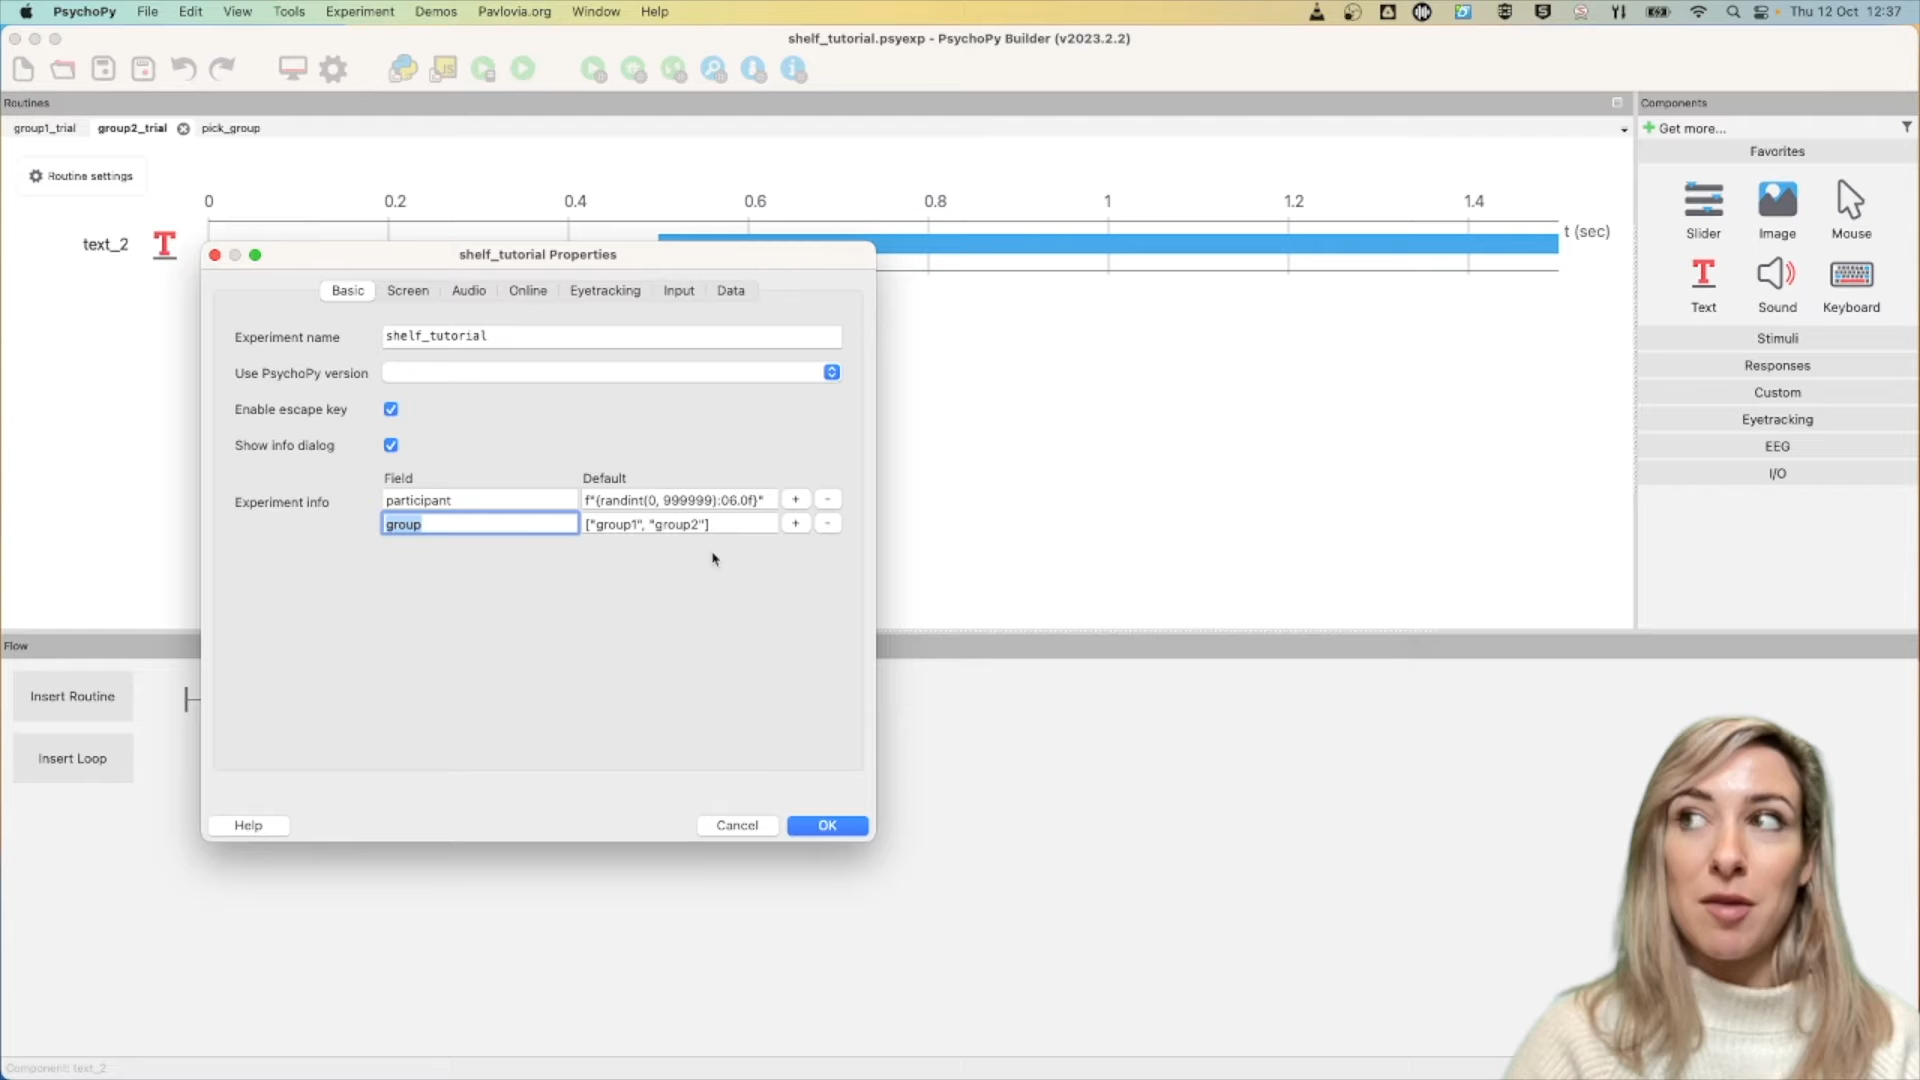 PsychoPy File Edit View Tools Experiment Demos Pavlovia.org Window Help Thu 12 Oct 12:37
shelf_tutorial.psyexp - PsychoPy Builder (v2023.2.2)
Routines
Components
group1_trial group2_trial pick_group
Get more...
Favorites
Routine settings
0 0.2 0.4 0.6 0.8 1 1.2 1.4
t (sec)
text_2
Slider Image Mouse
Text Sound Keyboard
Stimuli
Responses
Custom
Eyetracking
EEG
I/O
shelf_tutorial Properties
Basic Screen Audio Online Eyetracking Input Data
Experiment name shelf_tutorial
Use PsychoPy version
Enable escape key
Show info dialog
Field Default
Experiment info participant f"{randint(0, 999999):06.0f}" + -
group ["group1", "group2"] + -
Help Cancel OK
Flow
Insert Routine
Insert Loop
Component: text_2